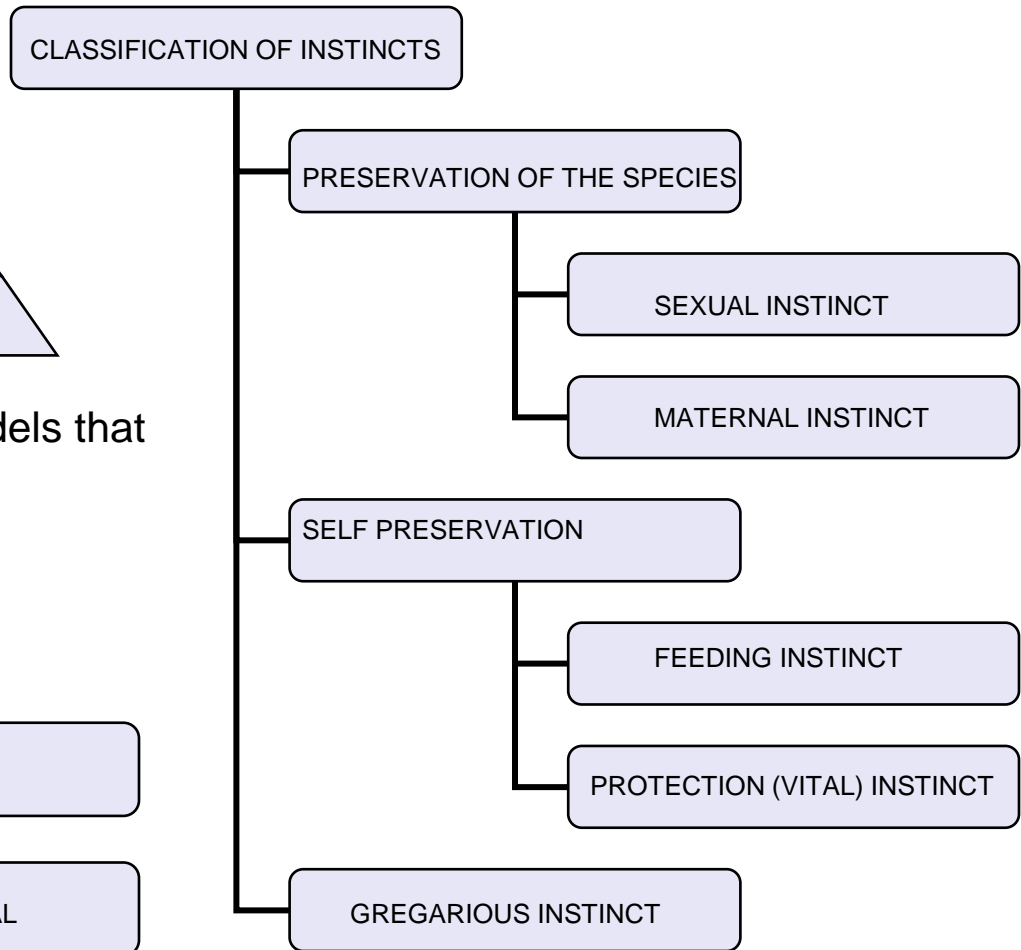 CLASSIFICATION OF INSTINCTS
PRESERVATION OF THE SPECIES
SEXUAL INSTINCT
MATERNAL INSTINCT
that
SELF PRESERVATION
FEEDING INSTINCT
PROTECTION (VITAL) INSTINCT
GREGARIOUS INSTINCT